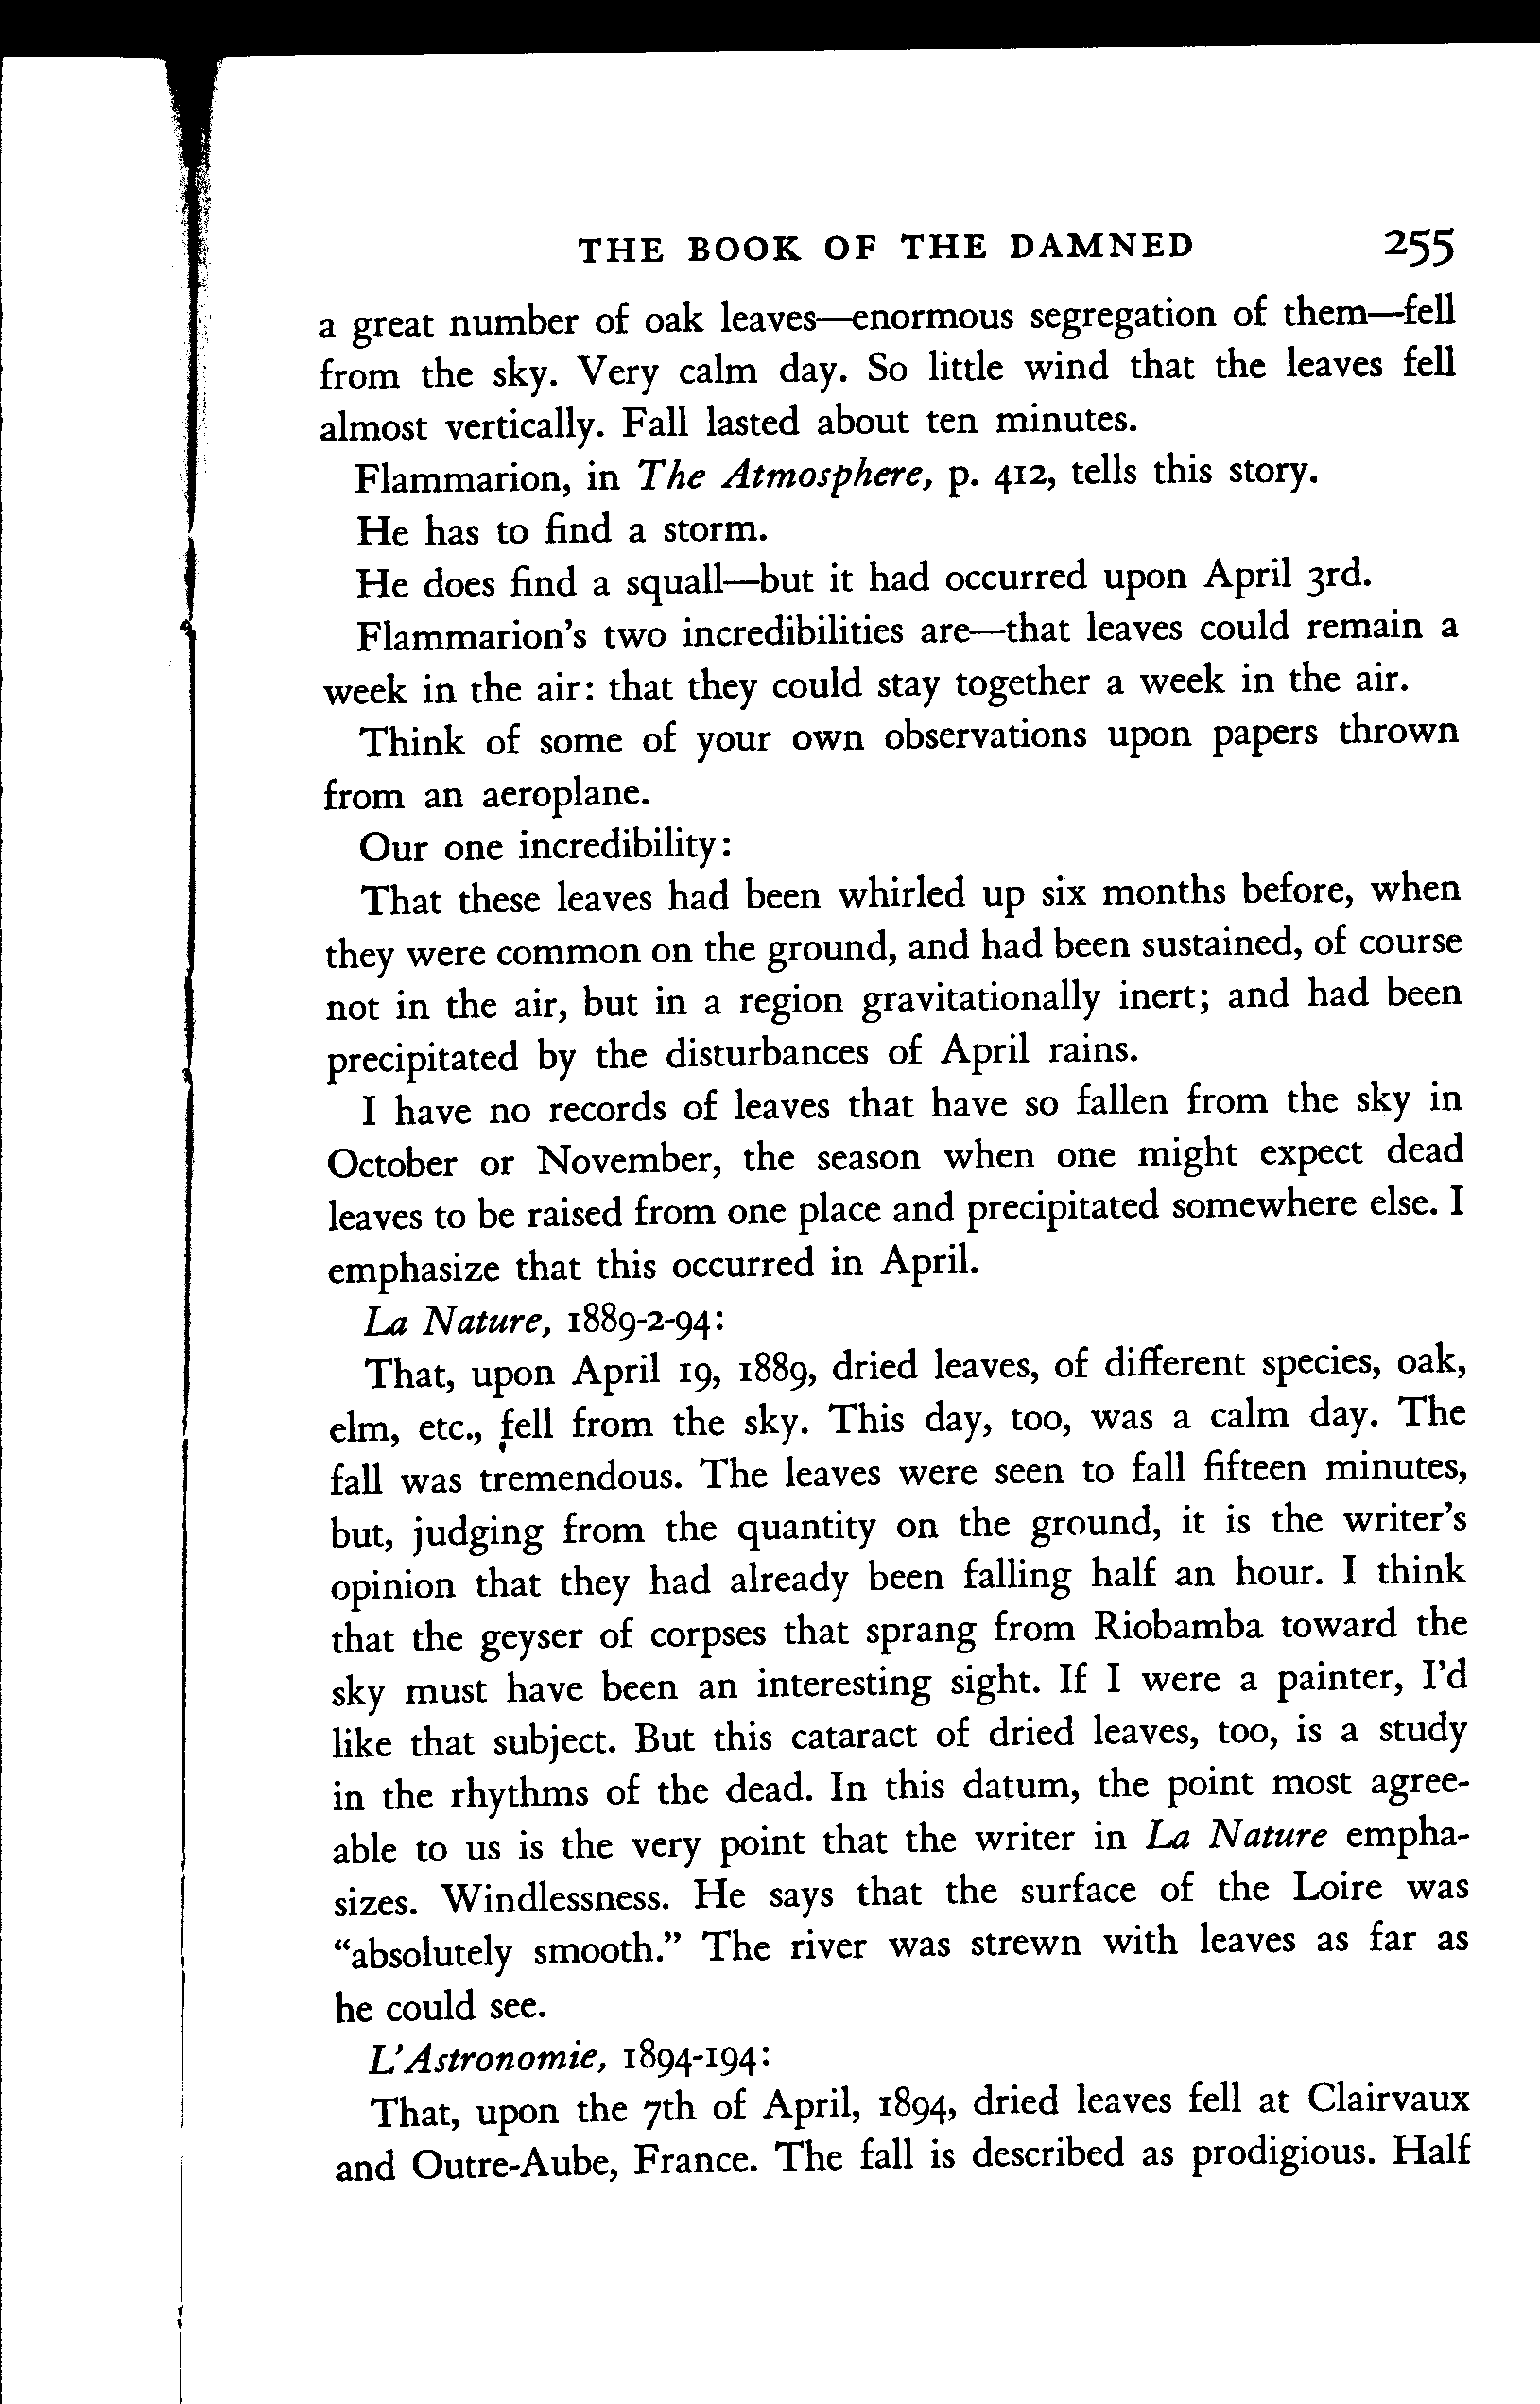 THE BOOK OF THE DAMNED 255
a great number of oak leaves—enormous segregation of them—fell
from the sky. Very calm day. So little wind that the leaves fell
almost vertically. Fall lasted about ten minutes.
Flammarion, in The Atmosphere, p. 412, tells this story.
He has to find a storm.
He does find a squall—but it had occurred upon April 3rd.
Flammarion's two incredibilities are—that leaves could remain a
week in the air: that they could stay together a week in the air.
Think of some of your own observations upon papers thrown
from an aeroplane.
Our one incredibility:
That these leaves had been whirled up six months before, when
they were common on the ground, and had been sustained, of course
not in the air, but in a region gravitationally inert; and had been
precipitated by the disturbances of April rains.
I have no records of leaves that have so fallen from the sky in
October or November, the season when one might expect dead
leaves to be raised from one place and precipitated somewhere else. I
emphasize that this occurred in April.
La Nature, 1889-2-94:
That, upon April 19, 1889, dried leaves, of different species, oak,
elm, etc., fell from the sky. This day, too, was a calm day. The
fall was tremendous. The leaves were seen to fall fifteen minutes,
but, judging from the quantity on the ground, it is the writer's
opinion that they had already been falling half an hour. I think
that the geyser of corpses that sprang from Riobamba toward the
sky must have been an interesting sight. If I were a painter, I'd
like that subject. But this cataract of dried leaves, too, is a study
in the rhythms of the dead. In this datum, the point most agree-
able to us is the very point that the writer in La Nature empha-
sizes. Windlessness. He says that the surface of the Loire was
"absolutely smooth." The river was strewn with leaves as far as
he could see.
L'Astronomie, 1894-194:
That, upon the 7th of April, 1894, dried leaves fell at Clairvaux
and Outre-Aube, France. The fall is described as prodigious. Half